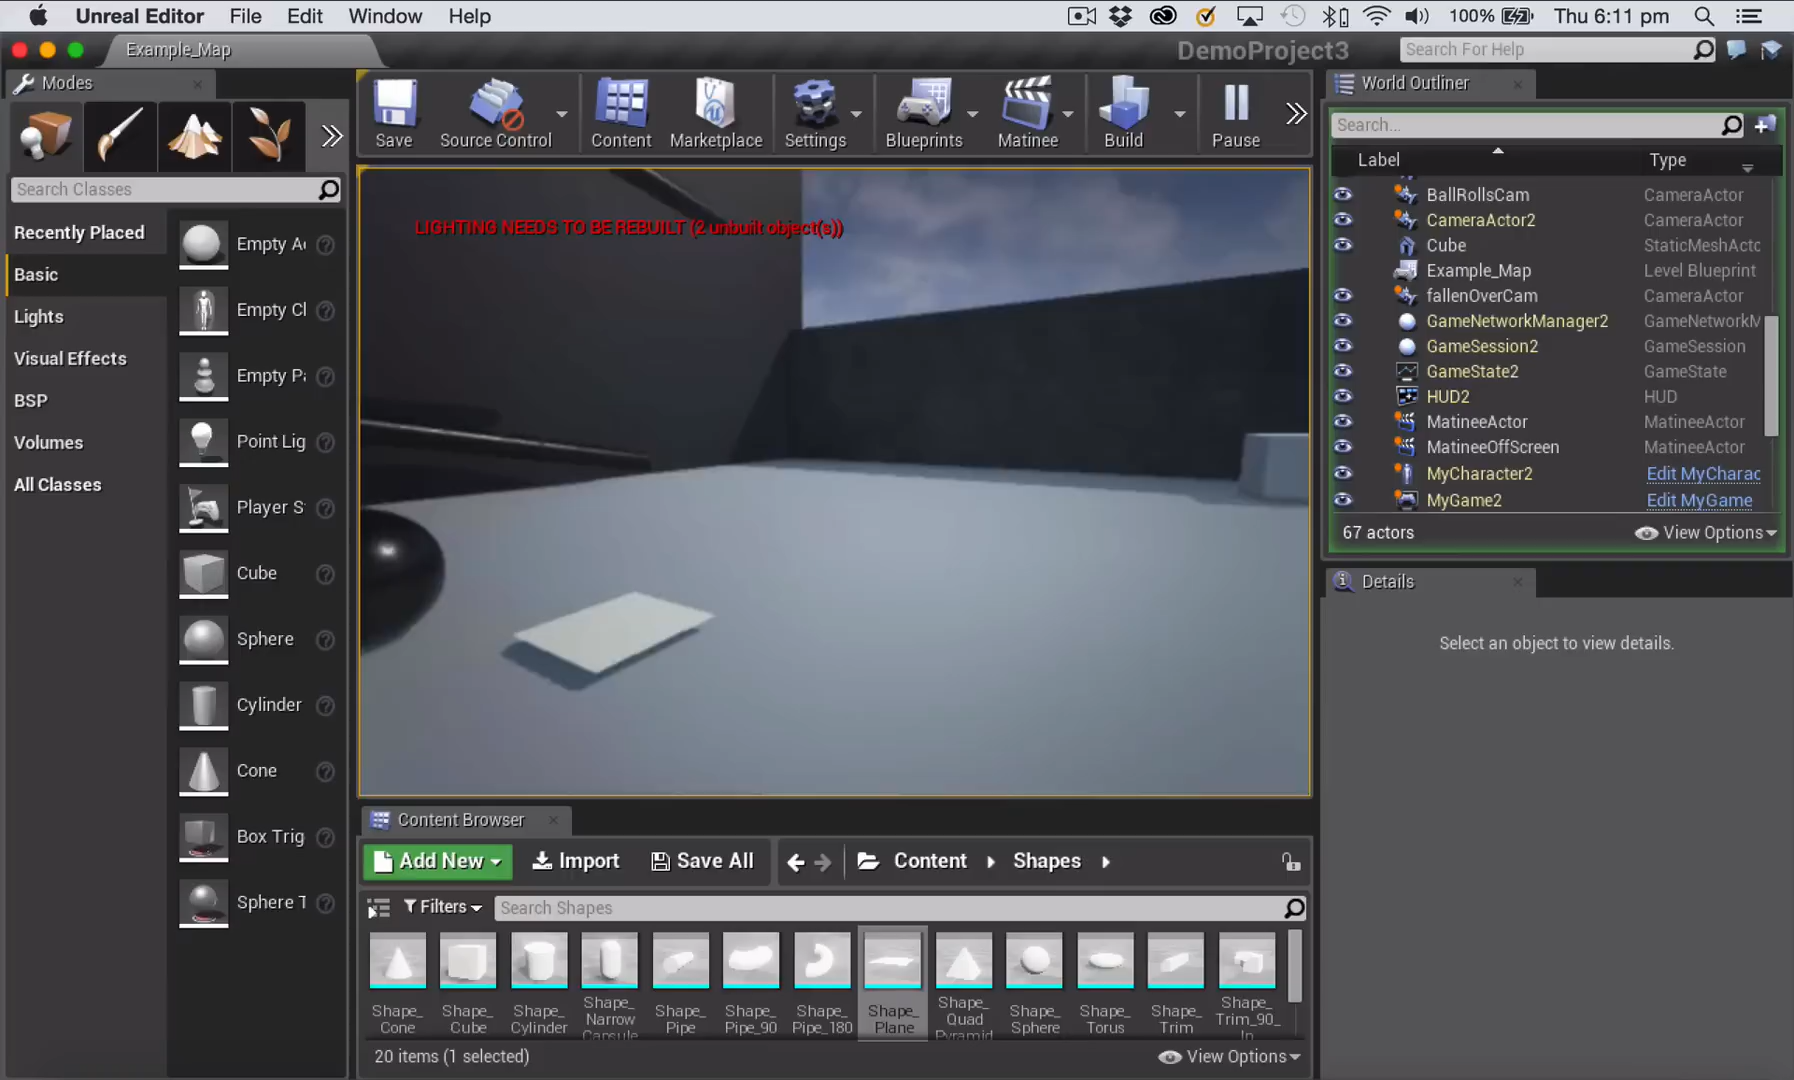 Unreal Editor File Edit Window Help 100% Thu 6:11 pm
Example_Map DemoProject3 Search For Help
Modes
Save Source Control Content Marketplace Settings Blueprints Matinee Build Pause
Search Classes
Recently Placed
Basic
Lights
Visual Effects
BSP
Volumes
All Classes
Empty A
Empty Cl
Empty P
Point Lig
Player S
Cube
Sphere
Cylinder
Cone
Box Trig
Sphere T
LIGHTING NEEDS TO BE REBUILT (2 unbuilt object(s))
World Outliner
Search...
Label Type
BallRollsCam CameraActor
CameraActor2 CameraActor
Cube StaticMeshActo
Example_Map Level Blueprint
fallenOverCam CameraActor
GameNetworkManager2 GameNetworkM
GameSession2 GameSession
GameState2 GameState
HUD2 HUD
MatineeActor MatineeActor
MatineeOffScreen MatineeActor
MyCharacter2 Edit MyCharac
MyGame2 Edit MyGame
67 actors View Options
Details
Select an object to view details.
Content Browser
Add New Import Save All Content Shapes
Filters Search Shapes
Shape_
Cone
Shape_
Cube
Shape_
Cylinder
Shape_
Narrow
Capsule
Shape_
Pipe
Shape_
Pipe_90
Shape_
Pipe_180
Shape_
Plane
Shape_
Quad
Pyramid
Shape_
Sphere
Shape_
Torus
Shape_
Trim
Shape_
Trim_90_
In
20 items (1 selected) View Options